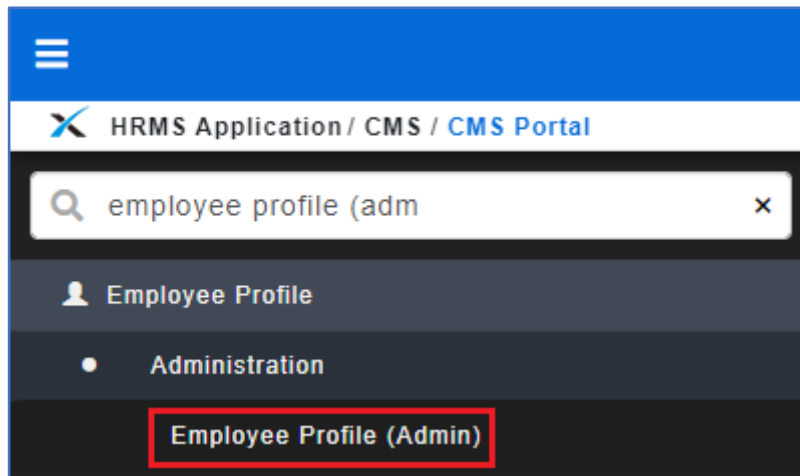 HRMS Application / CMS / CMS Portal
employee profile (adm
Employee Profile
Administration
Employee Profile (Admin)